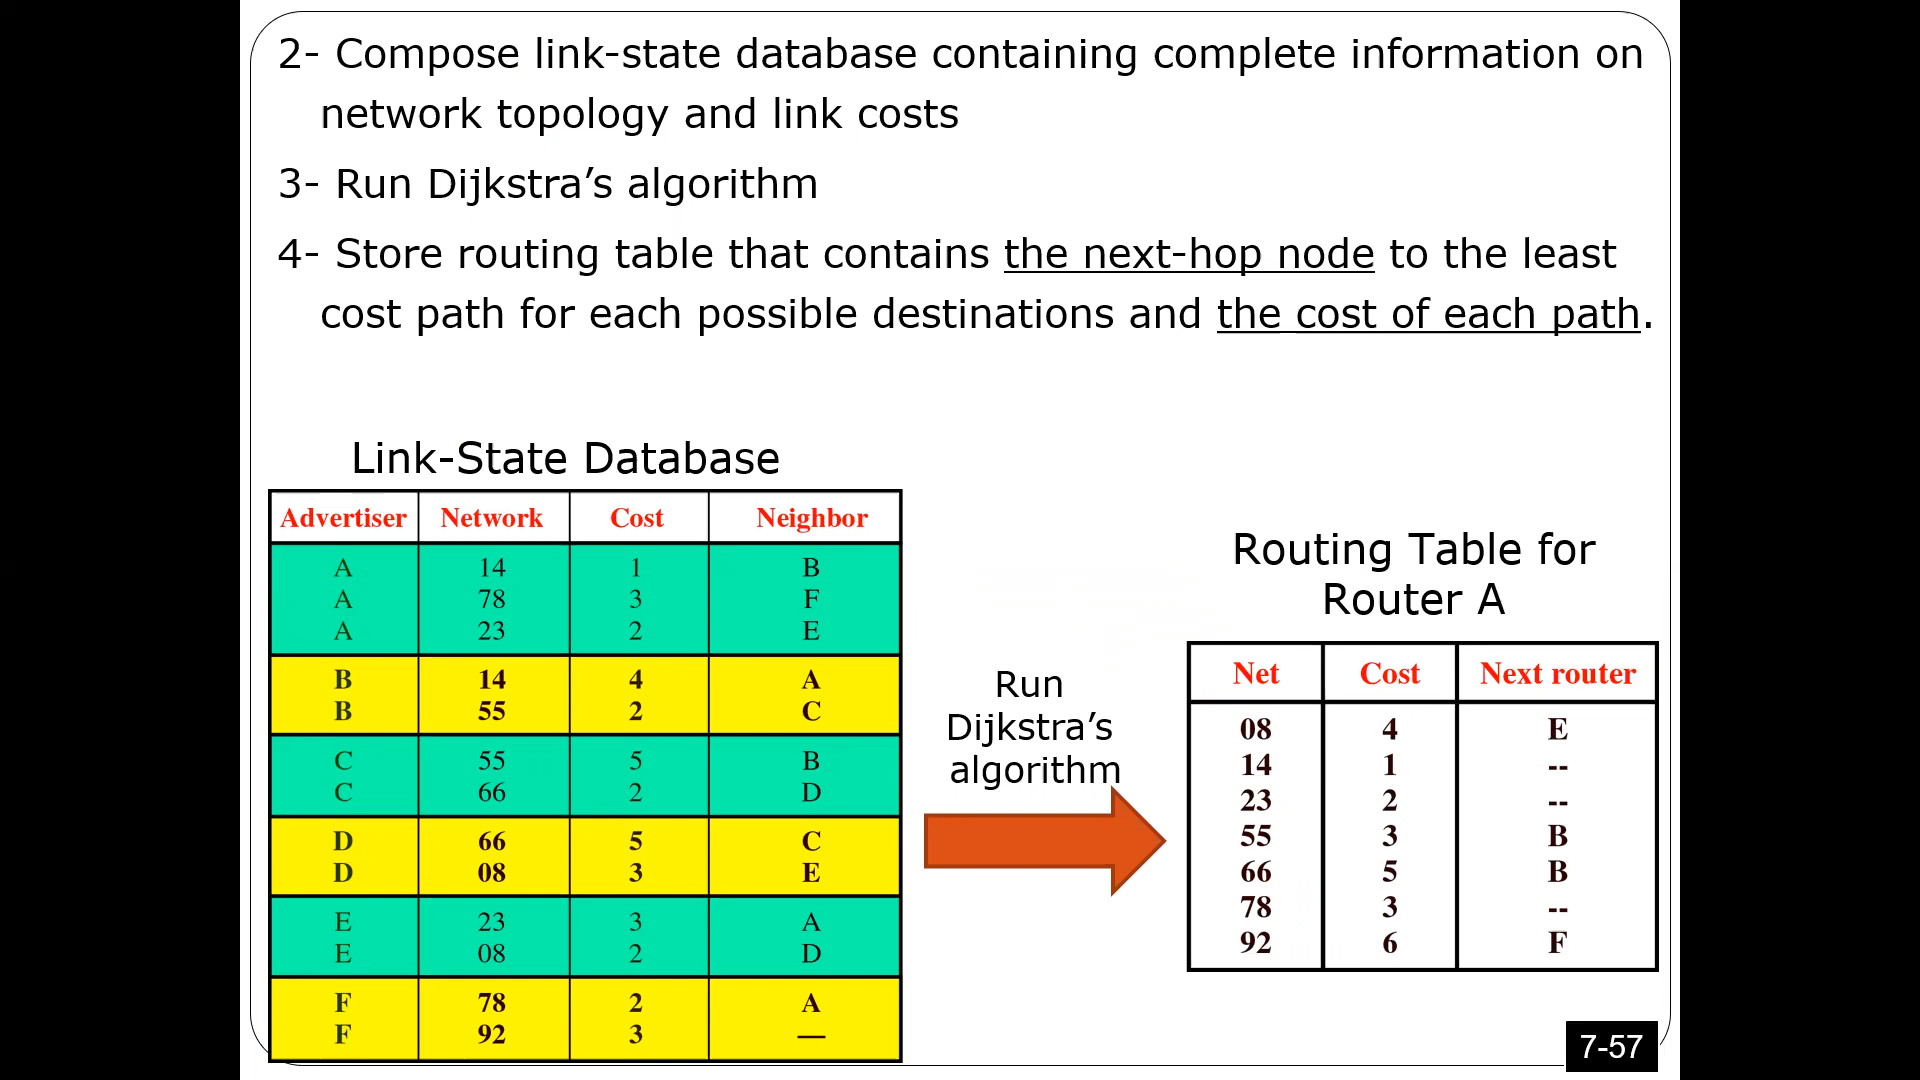 2- Compose link-state database containing complete information on
network topology and link costs
3- Run Dijkstra’s algorithm
4- Store routing table that contains the next-hop node to the least
cost path for each possible destinations and the cost of each path.
Link-State Database
Advertiser Network Cost Neighbor
A 14 1 B
A 78 3 F
A 23 2 E
B 14 4 A
B 55 2 C
C 55 5 B
C 66 2 D
D 66 5 C
D 08 3 E
E 23 3 A
E 08 2 D
F 78 2 A
F 92 3 —
Run
Dijkstra’s
algorithm
Routing Table for
Router A
Net Cost Next router
08 4 E
14 1 --
23 2 --
55 3 B
66 5 B
78 3 --
92 6 F
7-57